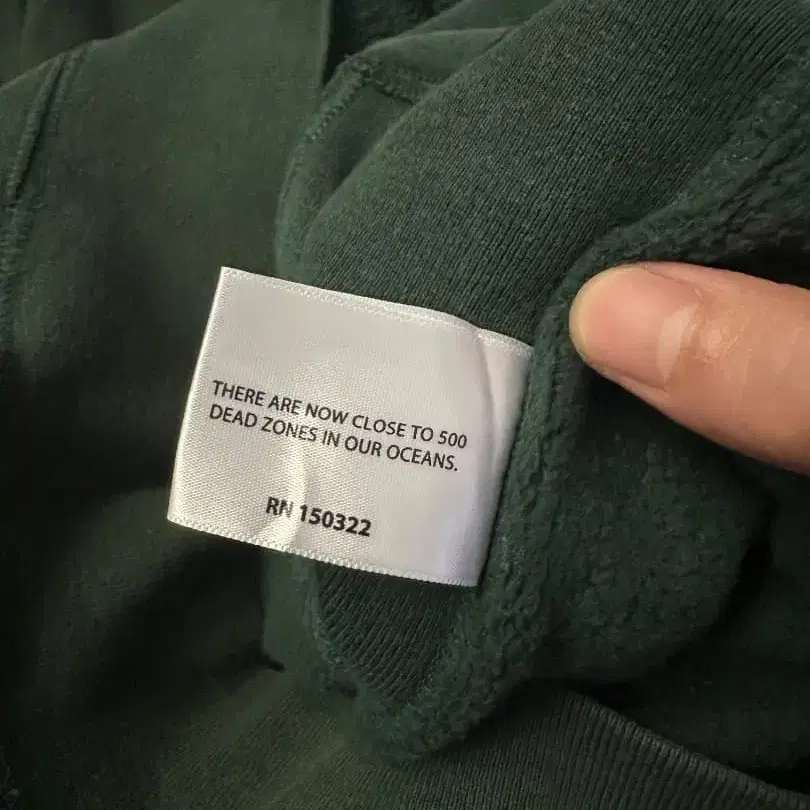 THERE ARE NOW CLOSE TO 500
DEAD ZONES IN OUR OCEANS.
RN 150322